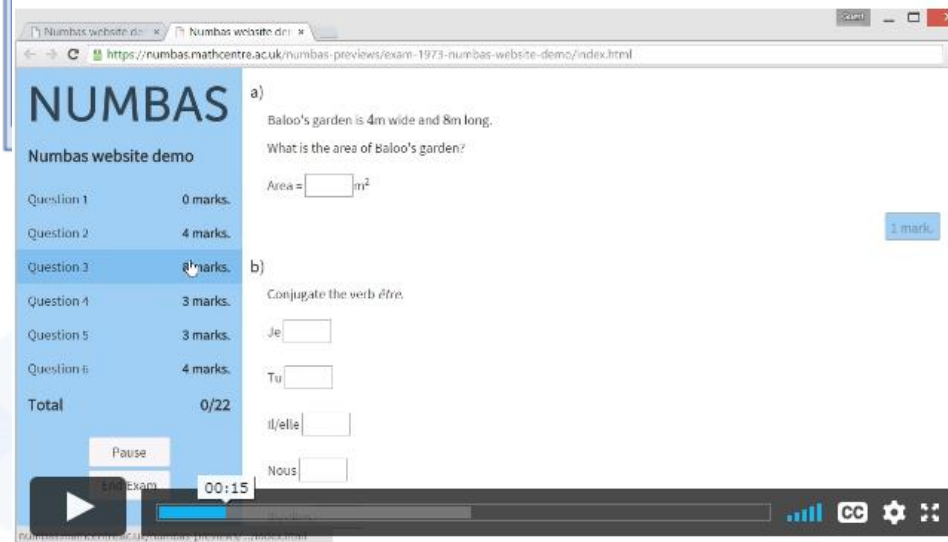 Guest
Numbas website de Numbas website der
https://numbas.mathcentre.ac.uk/numbas-previews/exam-1973-numbas-website-demo/index.html
NUMBAS
Numbas website demo
Question 1 0 marks.
Question 2 4 marks.
Question 3 marks.
Question 4 3 marks.
Question 5 3 marks.
Question 6 4 marks.
Total 0/22
Pause
End Exam
a)
Baloo's garden is 4m wide and 8m long.
What is the area of Baloo's garden?
Area = m²
1 mark.
b)
Conjugate the verb être.
Je
Tu
Il/elle
Nous
00:15
CC